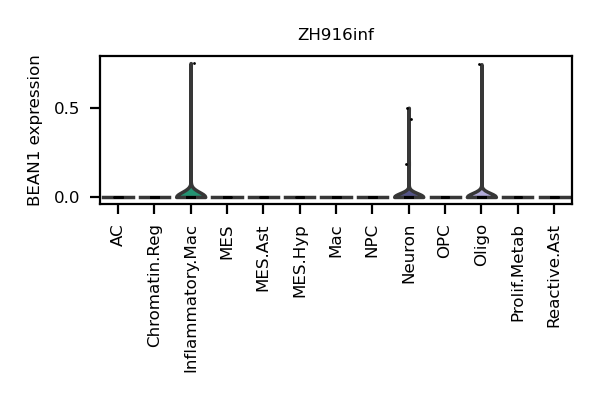 ZH916inf
BEAN1 expression
0.5
0.0
AC
Chromatin.Reg
Inflammatory.Mac
MES
MES.Ast
MES.Hyp
Mac
NPC
Neuron
OPC
Oligo
Prolif.Metab
Reactive.Ast